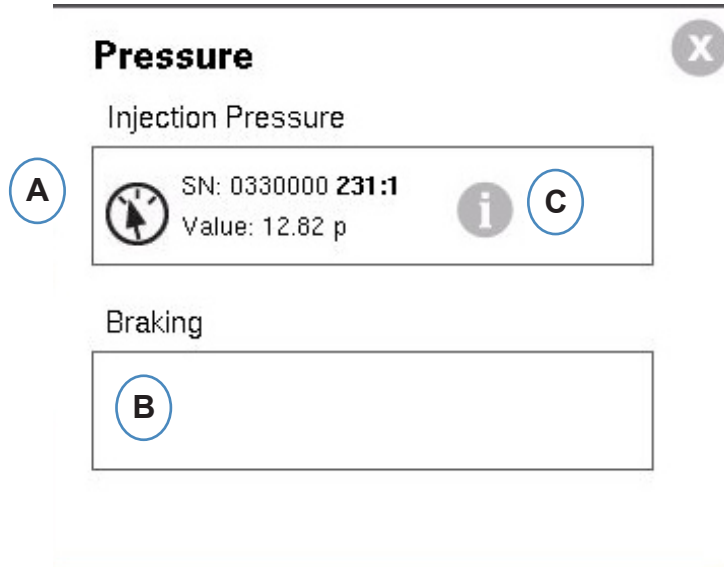 Pressure
X
Injection Pressure
A
SN: 0330000 231:1
Value: 12.82 p
i
C
Braking
B